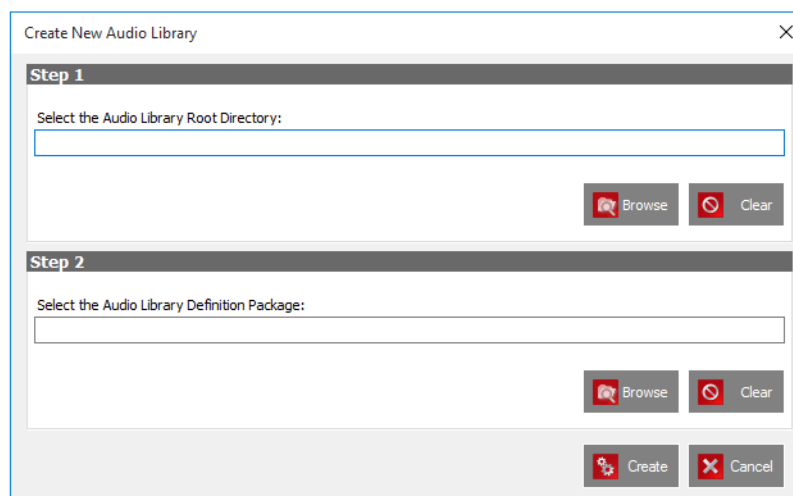 Create New Audio Library
Step 1
Select the Audio Library Root Directory:
Browse Clear
Step 2
Select the Audio Library Definition Package:
Browse Clear
Create Cancel